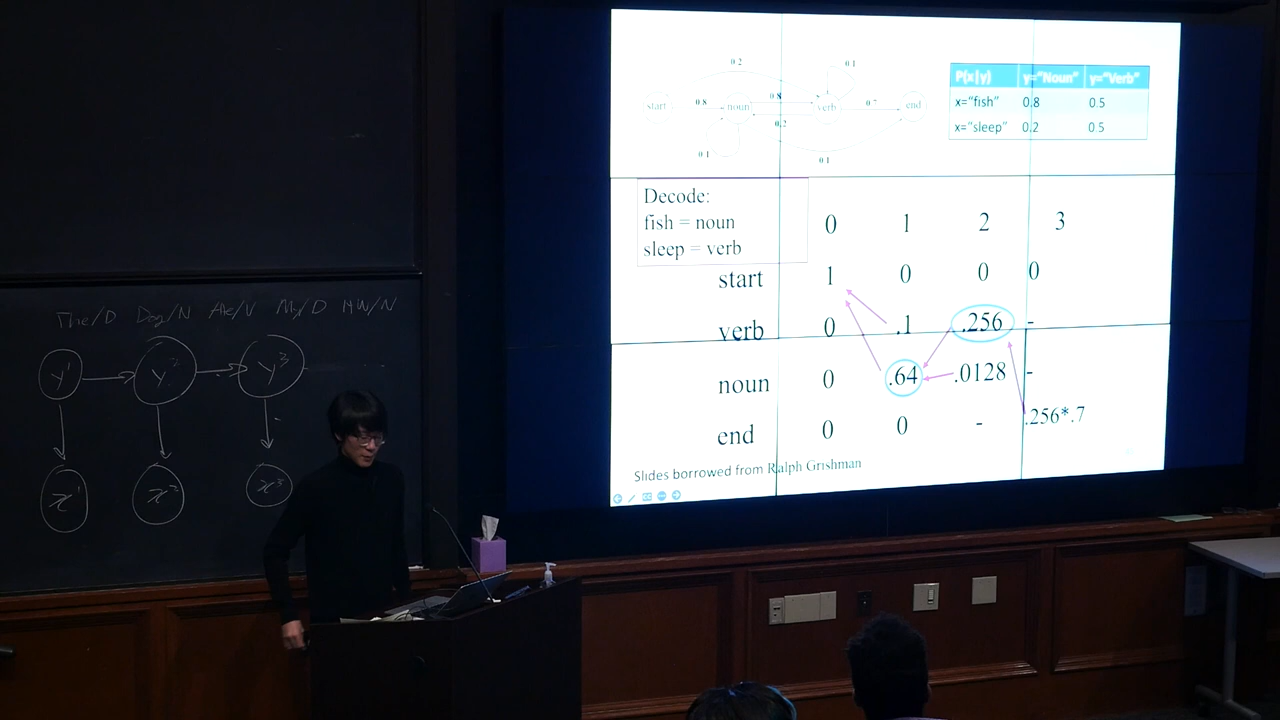 The/D Dog/N
y¹ y² y³
x¹ x² x³
0.2 0.1
start 0.8 noun 0.8 verb 0.7 end
0.2
0.1 0.1
P(x|y) y="Noun" y="Verb"
x="fish" 0.8 0.5
x="sleep" 0.2 0.5
Decode:
fish = noun
sleep = verb
0 1 2 3
start 1 0 0 0
verb 0 .1 .256 -
noun 0 .64 .0128 -
end 0 0 - .256*.7
Slides borrowed from Ralph Grishman